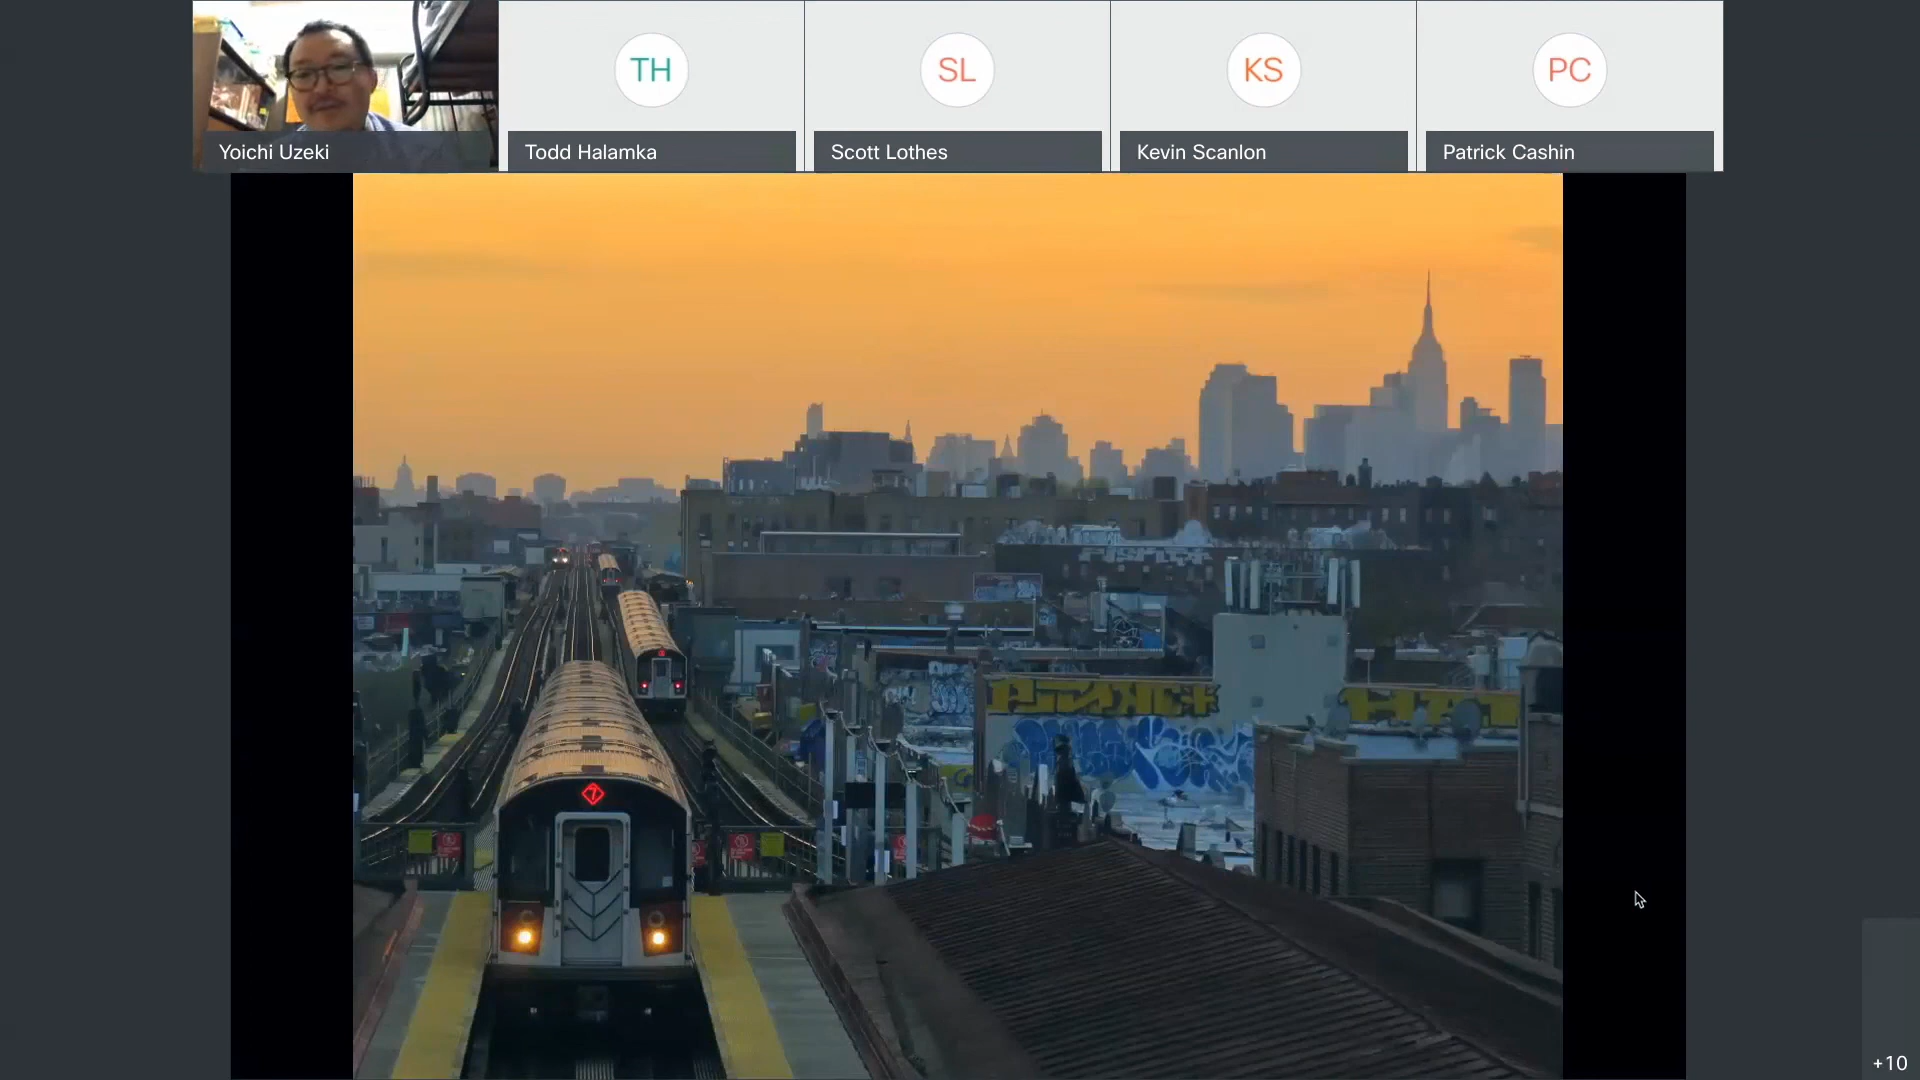 TH
SL
KS
PC
Yoichi Uzeki
Todd Halamka
Scott Lothes
Kevin Scanlon
Patrick Cashin
7
+10